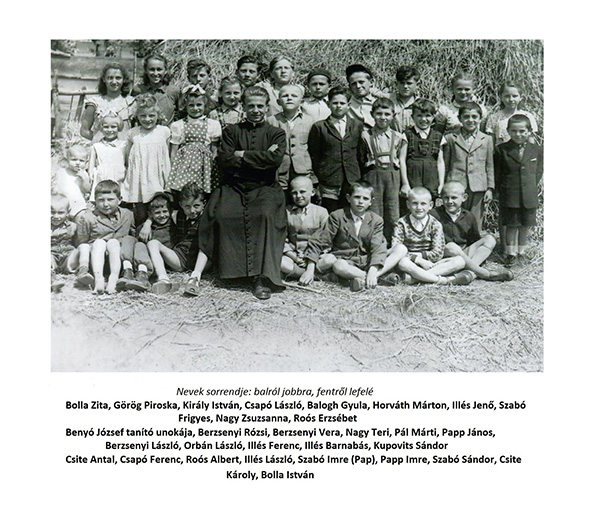 Nevek sorrendje: balról jobbra, fentről lefelé
Bolla Zita, Görög Piroska, Király István, Csapó László, Balogh Gyula, Horváth Márton, Illés Jenő, Szabó
Frigyes, Nagy Zsuzsanna, Roós Erzsébet
Benyó József tanító unokája, Berzsenyi Rózsi, Berzsenyi Vera, Nagy Teri, Pál Márti, Papp János,
Berzsenyi László, Orbán László, Illés Ferenc, Illés Barnabás, Kupovits Sándor
Csite Antal, Csapó Ferenc, Roós Albert, Illés László, Szabó Imre (Pap), Papp Imre, Szabó Sándor, Csite
Károly, Bolla István